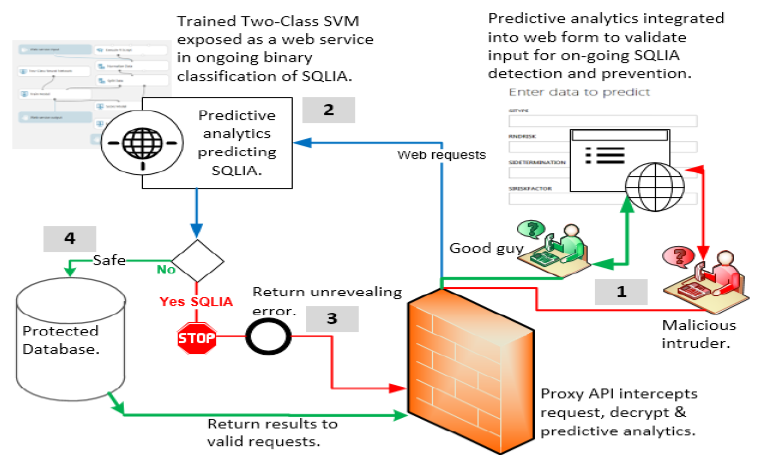 Trained Two-Class SVM
exposed as a web service
in ongoing binary
classification of SQLIA.
Predictive analytics integrated
into web form to validate
input for on-going SQLIA
detection and prevention.
Enter data to predict
RNDRISK
SIDETERMINATION
SIRISKFACTOR
2
Predictive
analytics
predicting
SQLIA.
Web requests
Good guy
1
Malicious
intruder.
4
Safe
No
Yes SQLIA
STOP
Return unrevealing
error.
3
Protected
Database.
Return results to
valid requests.
Proxy API intercepts
request, decrypt &
predictive analytics.